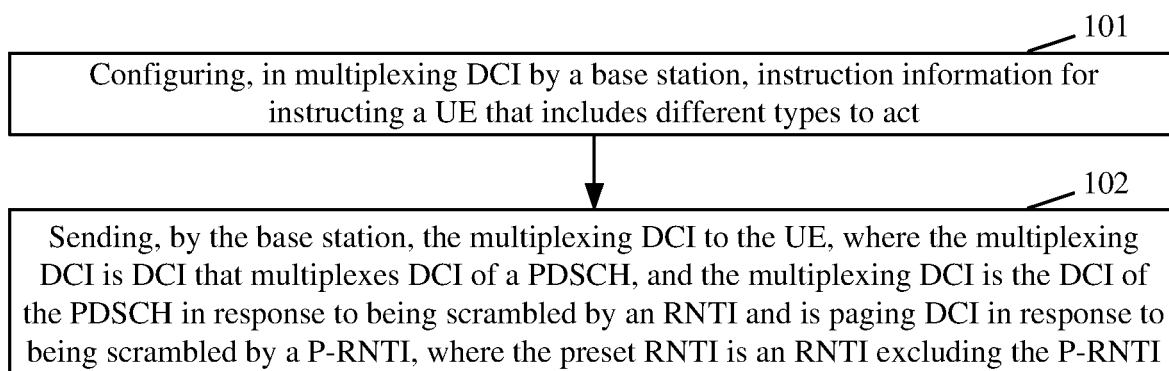 101
Configuring, in multiplexing DCI by a base station, instruction information for
instructing a UE that includes different types to act
102
Sending, by the base station, the multiplexing DCI to the UE, where the multiplexing
DCI is DCI that multiplexes DCI of a PDSCH, and the multiplexing DCI is the DCI of
the PDSCH in response to being scrambled by an RNTI and is paging DCI in response to
being scrambled by a P-RNTI, where the preset RNTI is an RNTI excluding the P-RNTI